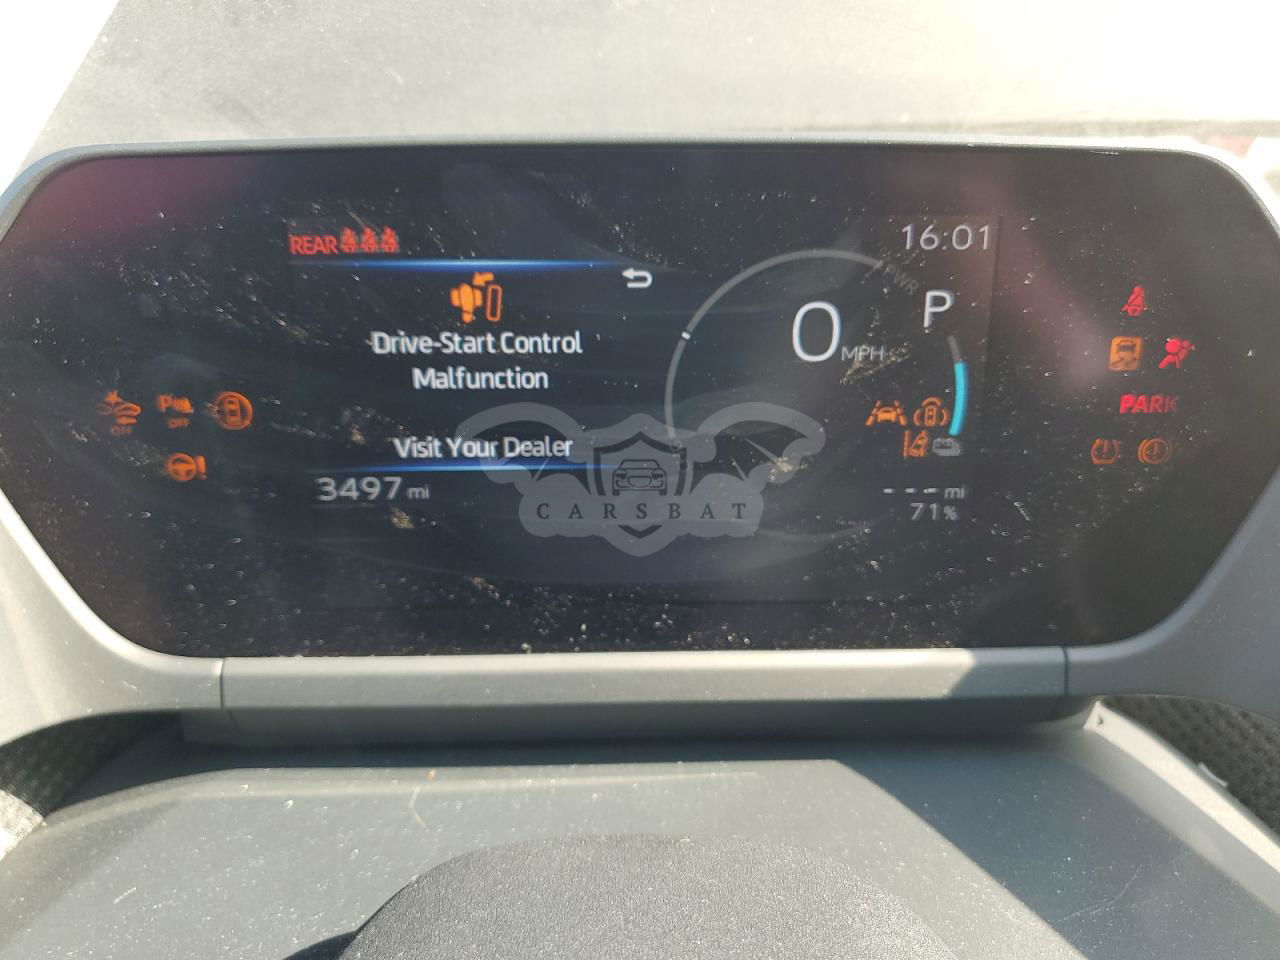 REAR
16:01
PWR
Drive-Start Control
Malfunction
P
0 MPH
PARK
OFF
OFF
Visit Your Dealer
3497 mi
--- mi
71%
CARSBAT